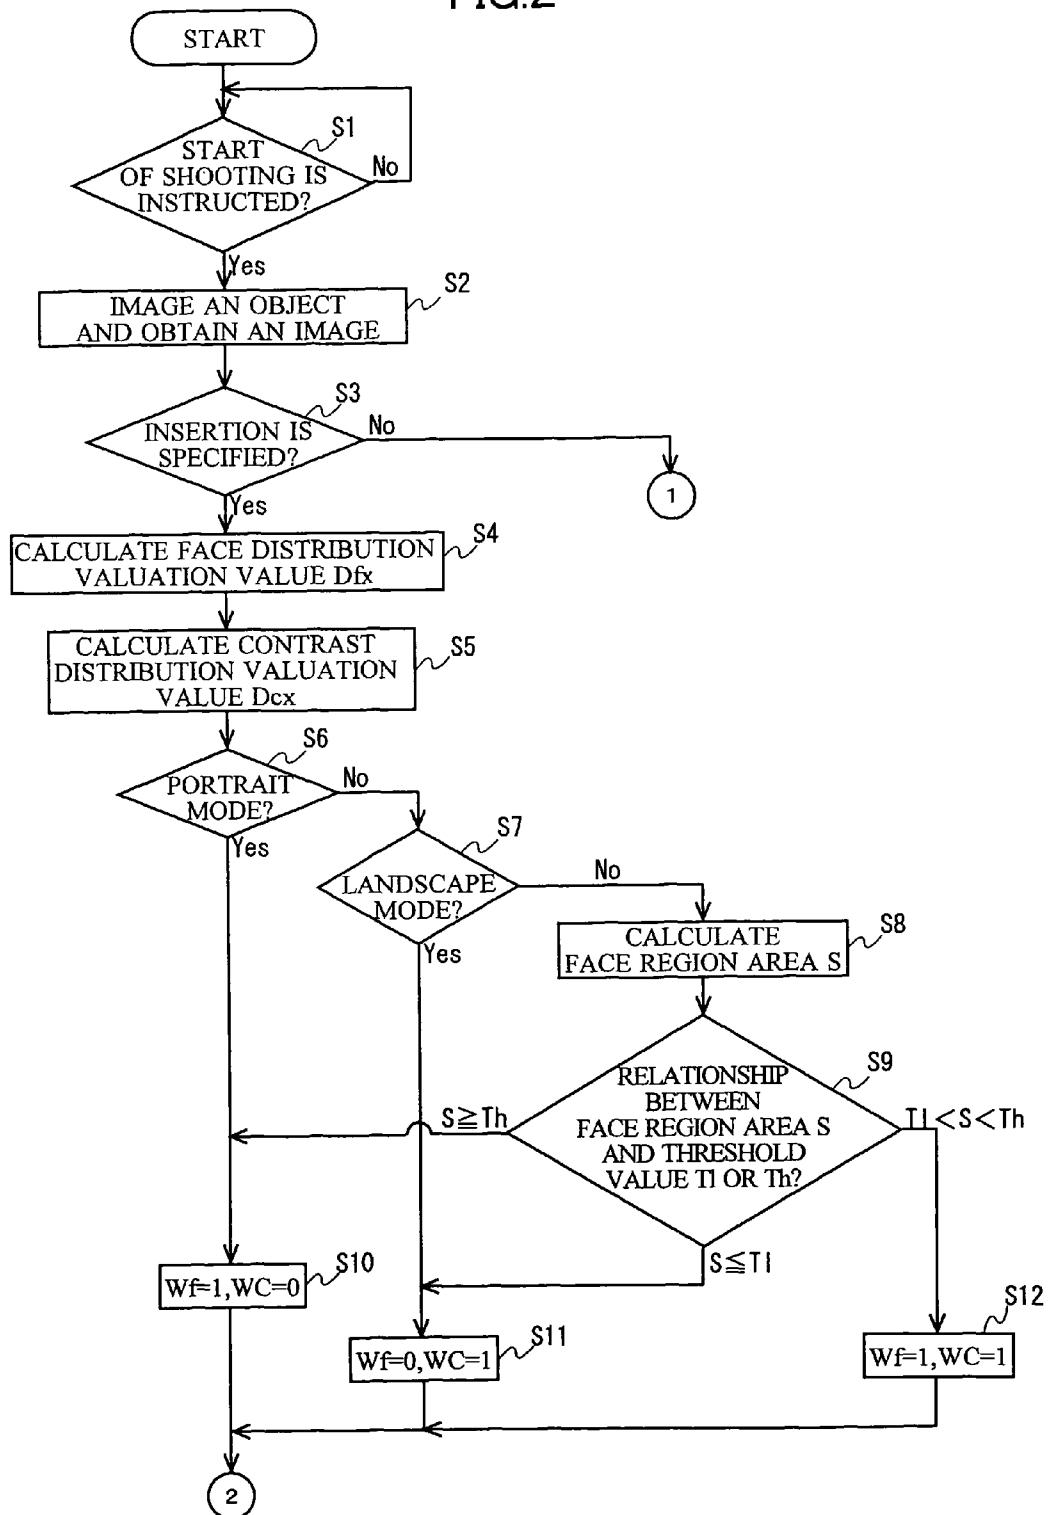 FIG.2
START
S1
START
OF SHOOTING IS
INSTRUCTED?
No
Yes
S2
IMAGE AN OBJECT
AND OBTAIN AN IMAGE
S3
INSERTION IS
SPECIFIED?
No
1
Yes
S4
CALCULATE FACE DISTRIBUTION
VALUATION VALUE Dfx
S5
CALCULATE CONTRAST
DISTRIBUTION VALUATION
VALUE Dcx
S6
PORTRAIT
MODE?
No
Yes
S7
LANDSCAPE
MODE?
No
Yes
S8
CALCULATE
FACE REGION AREA S
S9
RELATIONSHIP
BETWEEN
FACE REGION AREA S
AND THRESHOLD
VALUE Tl OR Th?
S≧Th
Tl<S<Th
S≦Tl
S10
Wf=1,WC=0
S11
Wf=0,WC=1
S12
Wf=1,WC=1
2